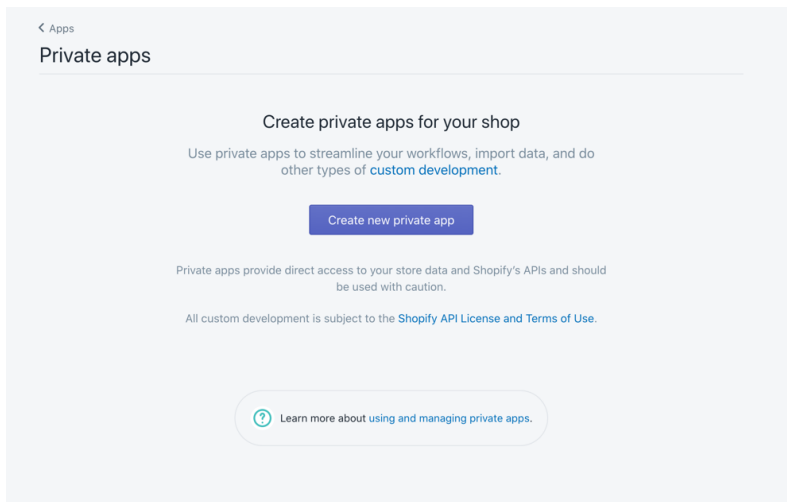 Apps
Private apps
Create private apps for your shop
Use private apps to streamline your workflows, import data, and do
other types of custom development.
Create new private app
Private apps provide direct access to your store data and Shopify's APIs and should
be used with caution.
All custom development is subject to the Shopify API License and Terms of Use.
? Learn more about using and managing private apps.